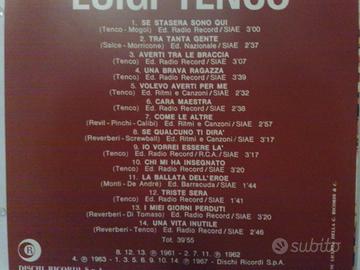 LUIGI TENCO
1. SE STASERA SONO QUI
(Tenco-Mogol) Ed. Radio Record/SIAE 3'00
2. TRA TANTA GENTE
(Salce-Morricone) Ed. Nazionale/SIAE 2'37
3. AVERTI TRA LE BRACCIA
(Tenco) Ed. Radio Record/SIAE 3'07
4. UNA BRAVA RAGAZZA
(Tenco) Ed. Radio Record/SIAE 3'39
5. VOLEVO AVERTI PER ME
(Tenco) Ed. Ritmi e Canzoni/SIAE 2'32
6. CARA MAESTRA
(Tenco) Ed. Radio Record/SIAE 2'38
7. COME LE ALTRE
(Revil-Pinchi-Calibi) Ed. Ritmi e Canzoni/SIAE 2'57
8. SE QUALCUNO TI DIRA'
(Reverberi-Screwball) Ed. Ritmi e Canzoni/SIAE 3'17
9. IO VORREI ESSERE LA'
(Tenco) Ed. Radio Record/R.C.A./SIAE 3'17
10. CHI MI HA INSEGNATO
(Tenco) Ed. Radio Record/SIAE 3'20
11. LA BALLATA DELL'EROE
(Monti-De André) Ed. Barracuda/SIAE 1'44
12. TRISTE SERA
(Tenco) Ed. Radio Record/SIAE 2'06
13. I MIEI GIORNI PERDUTI
(Reverberi-Di Tomaso) Ed. Radio Record/SIAE 3'20
14. UNA VITA INUTILE
(Tenco) Ed. Radio Record/SIAE 2'41
Tot. 39'55
8. 12. 13. ℗ 1961 - 2. 7. 11. ℗ 1962
4. ℗ 1963 - 1. 3. 5. 6. 9. 10. 14 ℗ 1967 - Dischi Ricordi S.p.A.
R
DISCHI RICORDI S.p.A.
subito